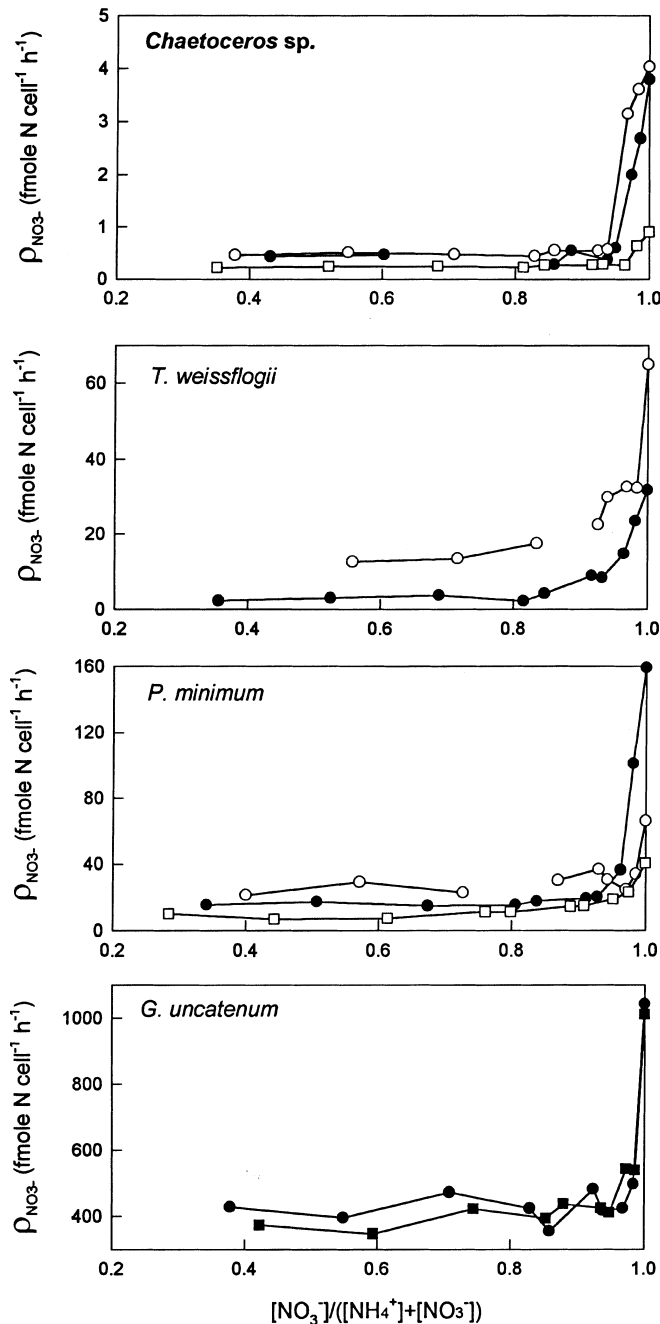 Chaetoceros sp.
5
4
3
2
1
0
ρNO3- (fmole N cell⁻¹ h⁻¹)
0.2 0.4 0.6 0.8 1.0
T. weissflogii
60
40
20
0
ρNO3- (fmole N cell⁻¹ h⁻¹)
0.2 0.4 0.6 0.8 1.0
P. minimum
160
120
80
40
0
ρNO3- (fmole N cell⁻¹ h⁻¹)
0.2 0.4 0.6 0.8 1.0
G. uncatenum
1000
800
600
400
ρNO3- (fmole N cell⁻¹ h⁻¹)
0.2 0.4 0.6 0.8 1.0
[NO₃⁻]/([NH₄⁺]+[NO₃⁻])